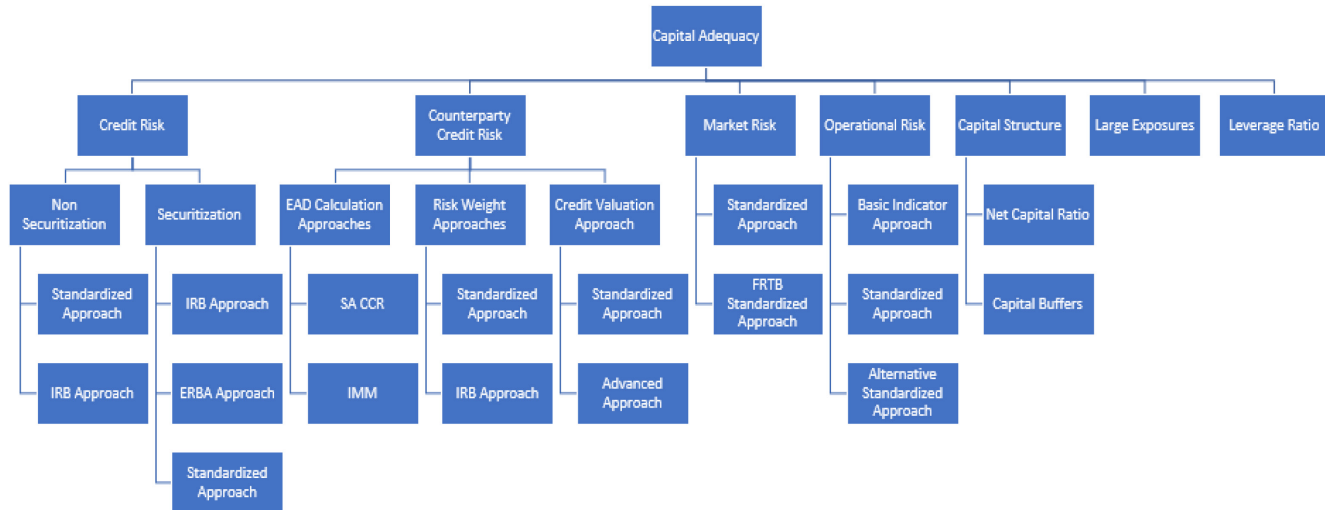 Capital Adequacy
Credit Risk
Counterparty
Credit Risk
Market Risk
Operational Risk
Capital Structure
Large Exposures
Leverage Ratio
Non
Securitization
Securitization
EAD Calculation
Approaches
Risk Weight
Approaches
Credit Valuation
Approach
Standardized
Approach
Basic Indicator
Approach
Net Capital Ratio
Standardized
Approach
IRB Approach
SA CCR
Standardized
Approach
Standardized
Approach
FRTB
Standardized
Approach
Standardized
Approach
Capital Buffers
IRB Approach
ERBA Approach
IMM
IRB Approach
Advanced
Approach
Alternative
Standardized
Approach
Standardized
Approach